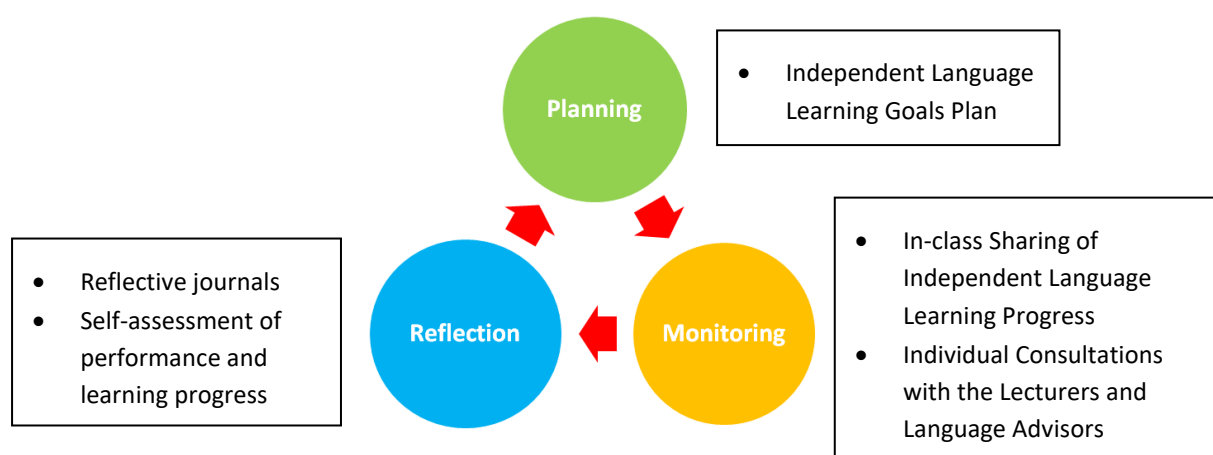 Planning
• Independent Language
Learning Goals Plan
• In-class Sharing of
Independent Language
Learning Progress
• Individual Consultations
with the Lecturers and
Language Advisors
Monitoring
Reflection
• Reflective journals
• Self-assessment of
performance and
learning progress